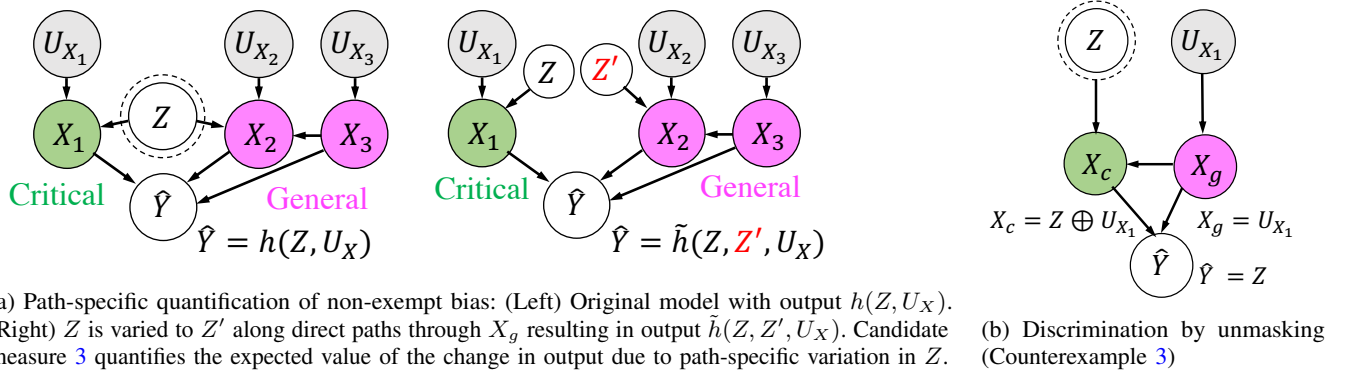 U_{X_1} U_{X_2} U_{X_3} U_{X_1} U_{X_2} U_{X_3} Z U_{X_1}
Z Z Z'
X_1 X_2 X_3 X_1 X_2 X_3 X_c X_g
Critical General Critical General
Ŷ Ŷ
Ŷ = h(Z, U_X) Ŷ = h̃(Z, Z', U_X)
X_c = Z ⊕ U_{X_1} X_g = U_{X_1}
Ŷ Ŷ = Z
a) Path-specific quantification of non-exempt bias: (Left) Original model with output h(Z, U_X).
Right) Z is varied to Z′ along direct paths through X_g resulting in output h̃(Z, Z′, U_X). Candidate
measure 3 quantifies the expected value of the change in output due to path-specific variation in Z.
(b) Discrimination by unmasking
(Counterexample 3)